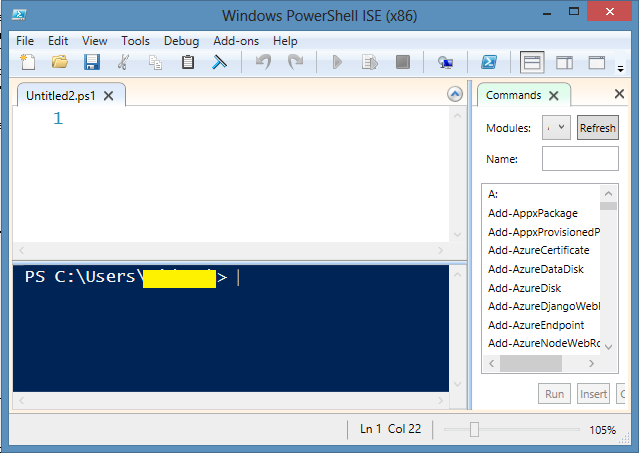 Windows PowerShell ISE (x86)
File Edit View Tools Debug Add-ons Help
Untitled2.ps1
1
PS C:\Users\
>
Commands
Modules:
Refresh
Name:
A:
Add-AppxPackage
Add-AppxProvisionedP
Add-AzureCertificate
Add-AzureDataDisk
Add-AzureDisk
Add-AzureDjangoWebI
Add-AzureEndpoint
Add-AzureNodeWebRo
Run Insert
Ln 1 Col 22
105%